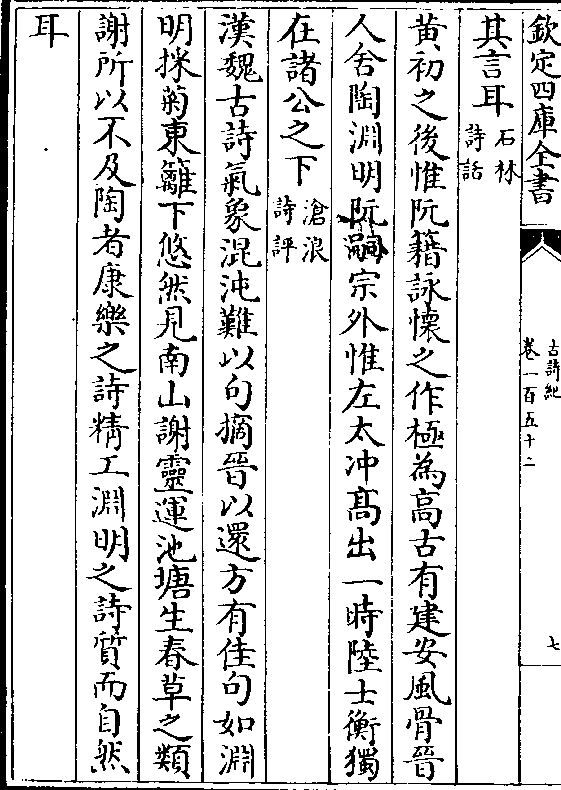 欽定四庫全書
古詩紀
卷一百五十二
七
其言耳石林詩話
黄初之後惟阮籍詠懷之作極為高古有建安風骨晉
人舍陶淵明阮嗣宗外惟左太冲髙出一時陸士衡獨
在諸公之下滄浪詩評
漢魏古詩氣象混沌難以句摘晉以還方有佳句如淵
明採菊東籬下悠然見南山謝靈運池塘生春草之類
謝所以不及陶者康樂之詩精工淵明之詩質而自然
耳